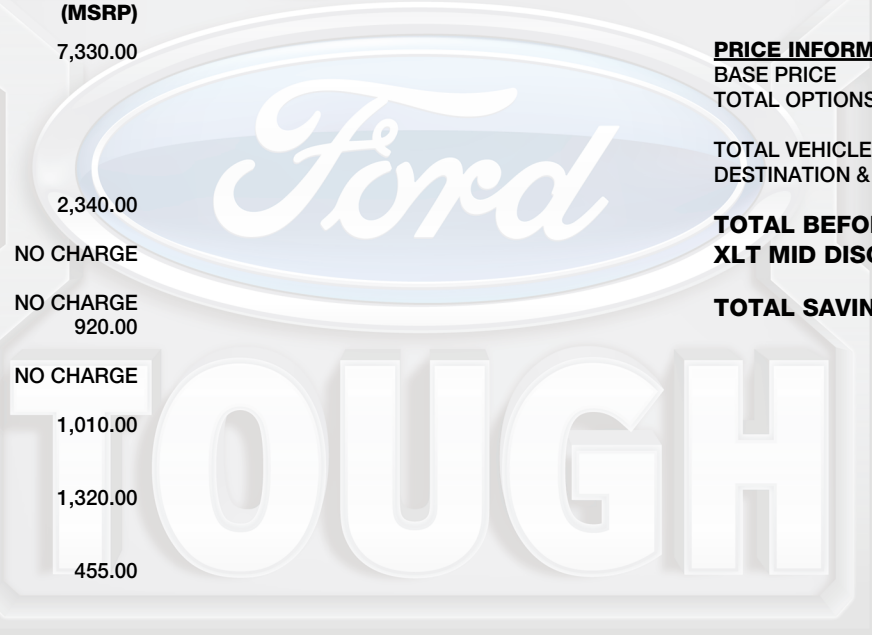 (MSRP)
7,330.00
2,340.00
NO CHARGE
NO CHARGE
920.00
NO CHARGE
1,010.00
1,320.00
455.00
PRICE INFORM
BASE PRICE
TOTAL OPTIONS
TOTAL VEHICLE
DESTINATION &
TOTAL BEFO
XLT MID DISC
TOTAL SAVIN
Ford
TOUGH